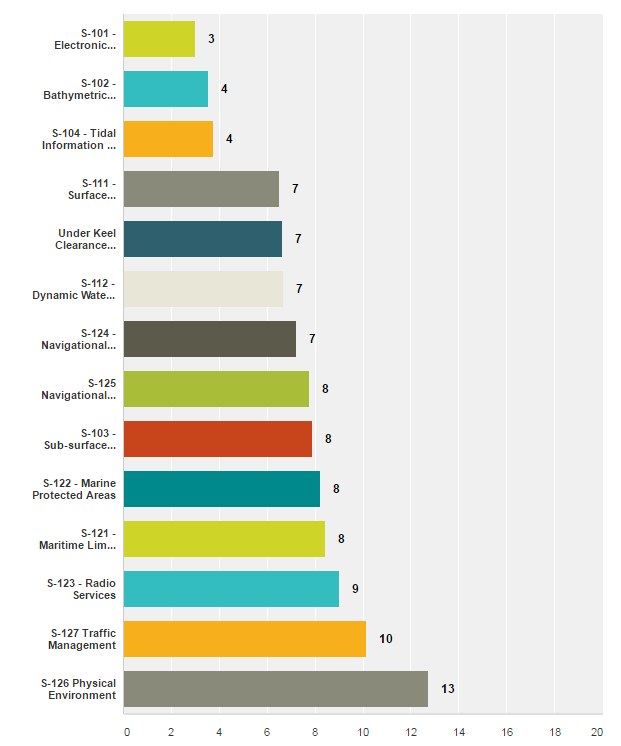 S-101 -
Electronic...
3
S-102 -
Bathymetric...
4
S-104 - Tidal
Information ...
4
S-111 -
Surface...
7
Under Keel
Clearance...
7
S-112 -
Dynamic Wate...
7
S-124 -
Navigational...
7
S-125
Navigational...
8
S-103 -
Sub-surface...
8
S-122 - Marine
Protected Areas
8
S-121 -
Maritime Lim...
8
S-123 - Radio
Services
9
S-127 Traffic
Management
10
S-126 Physical
Environment
13
0 2 4 6 8 10 12 14 16 18 20